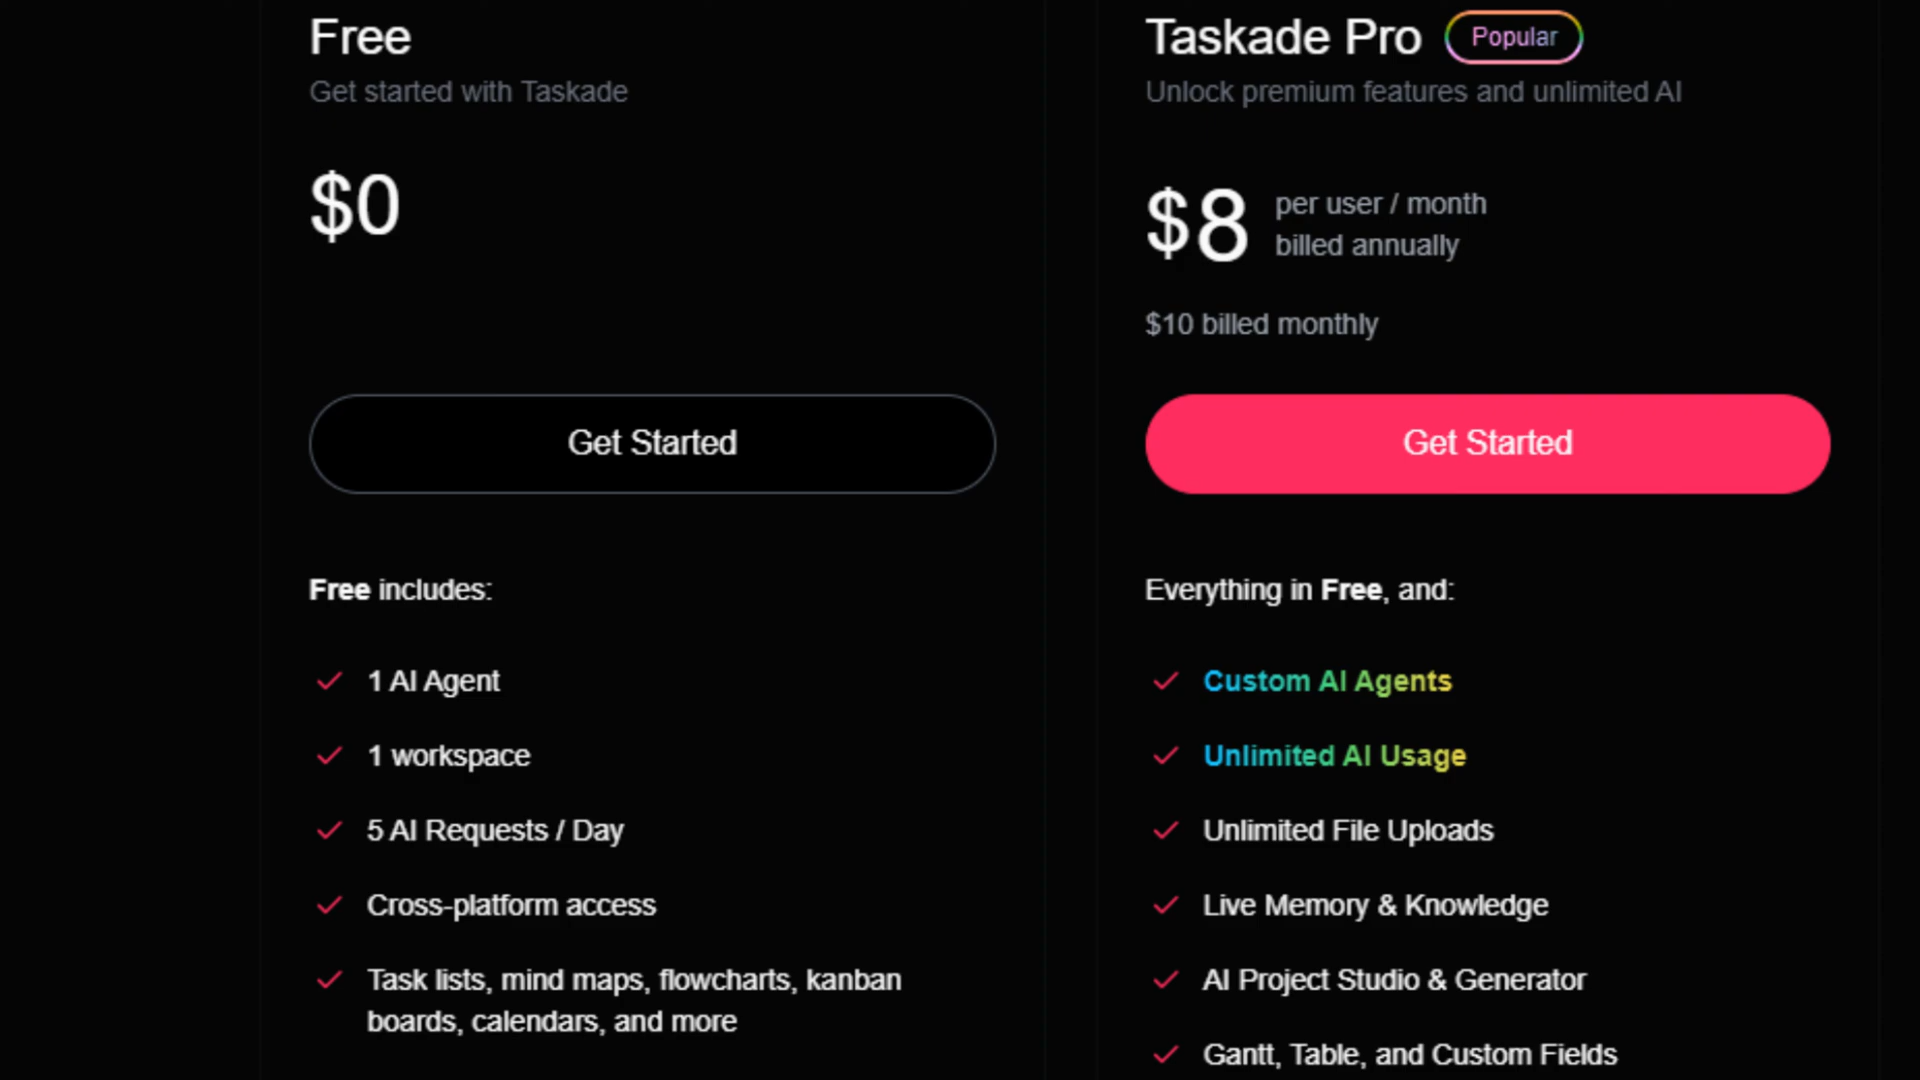 Free
Get started with Taskade
$0
Get Started
Free includes:
1 AI Agent
1 workspace
5 AI Requests / Day
Cross-platform access
Task lists, mind maps, flowcharts, kanban
boards, calendars, and more
Taskade Pro
Popular
Unlock premium features and unlimited AI
$8
per user / month
billed annually
$10 billed monthly
Get Started
Everything in Free, and:
Custom AI Agents
Unlimited AI Usage
Unlimited File Uploads
Live Memory & Knowledge
AI Project Studio & Generator
Gantt, Table, and Custom Fields